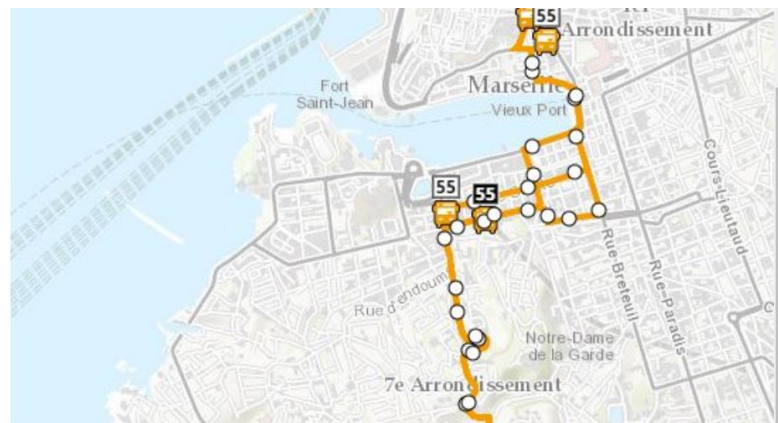 55
Arrondissement
Marseille
Fort
Saint-Jean
Vieux Port
Cours-Lieutaud
55
55
Rue d'endoum
Rue-Breteuil
Rue-Paradis
C
Notre-Dame
de la Garde
7e Arrondissement